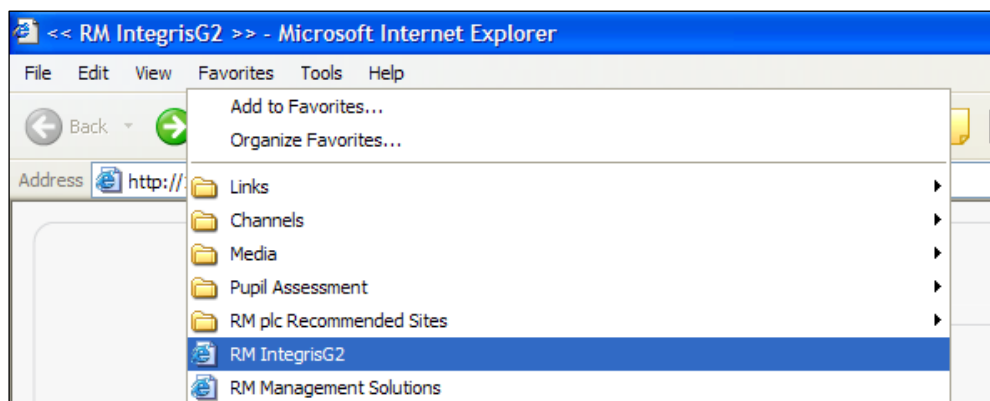 << RM IntegrisG2 >> - Microsoft Internet Explorer
File Edit View Favorites Tools Help
Add to Favorites...
Back
Organize Favorites...
Address http://
Links
Channels
Media
Pupil Assessment
RM plc Recommended Sites
RM IntegrisG2
RM Management Solutions